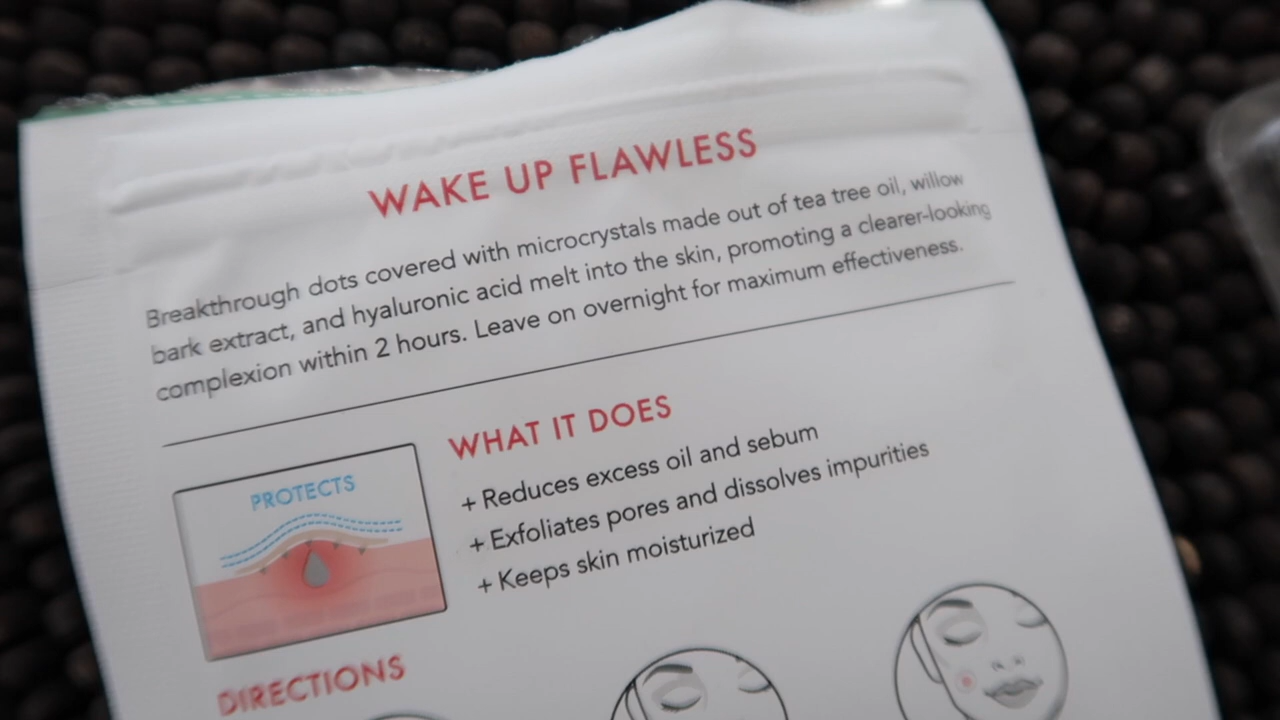 WAKE UP FLAWLESS
Breakthrough dots covered with microcrystals made out of tea tree oil, willow
bark extract, and hyaluronic acid melt into the skin, promoting a clearer-looking
complexion within 2 hours. Leave on overnight for maximum effectiveness.
PROTECTS
WHAT IT DOES
+ Reduces excess oil and sebum
+ Exfoliates pores and dissolves impurities
+ Keeps skin moisturized
DIRECTIONS